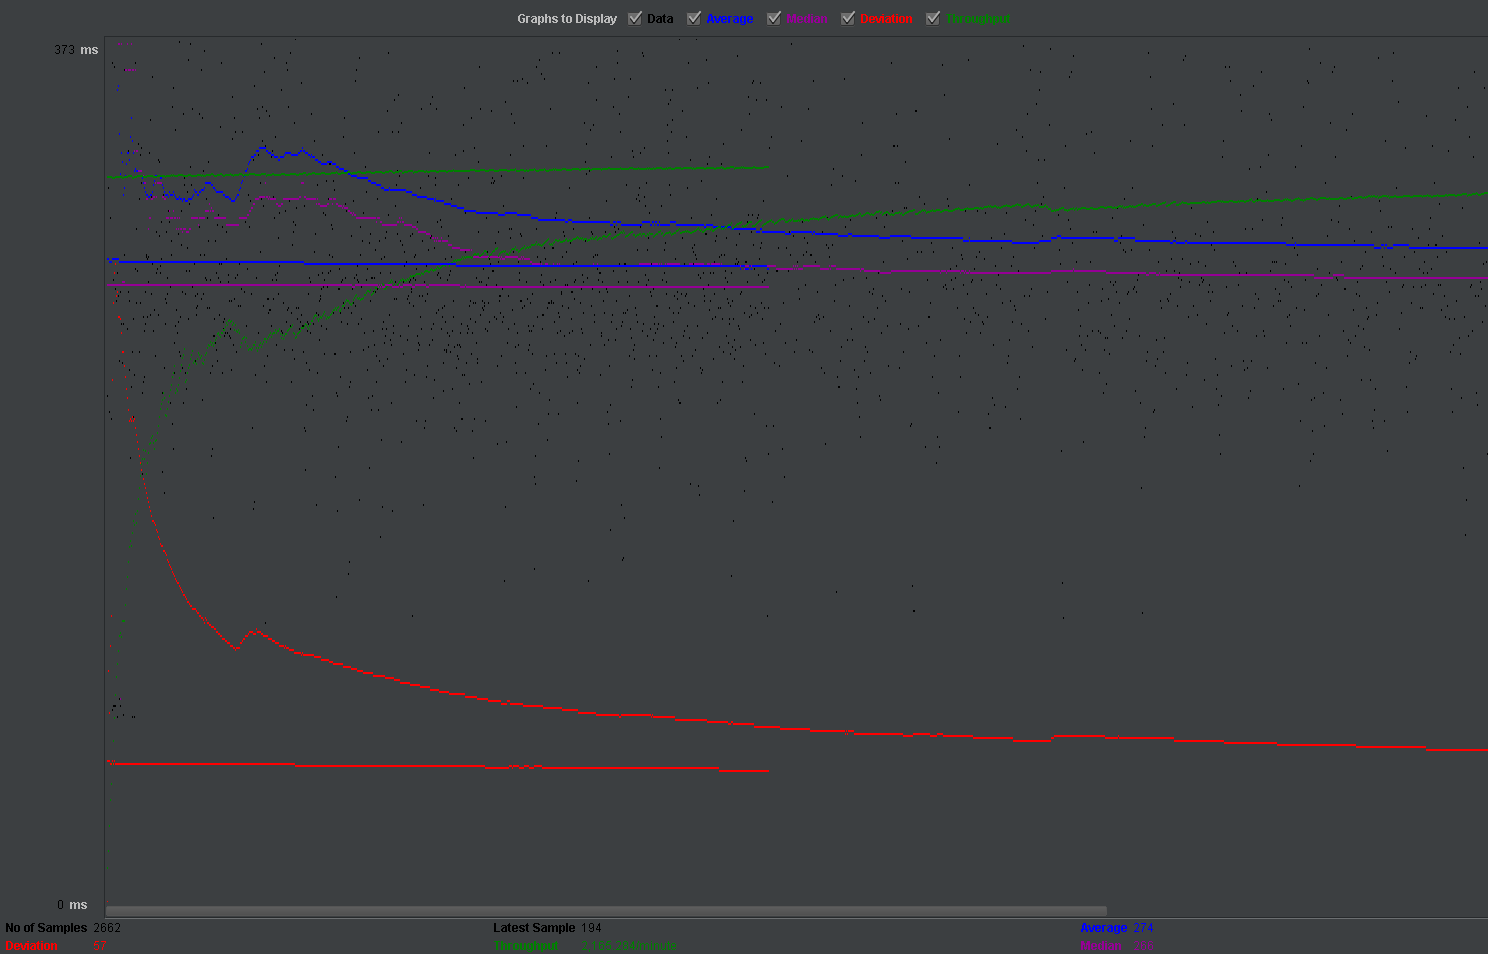 Graphs to Display Data Average Median Deviation Throughput
373 ms
0 ms
No of Samples 2662 Latest Sample 194 Average 274
Deviation 57 Throughput 2,165.294/minute Median